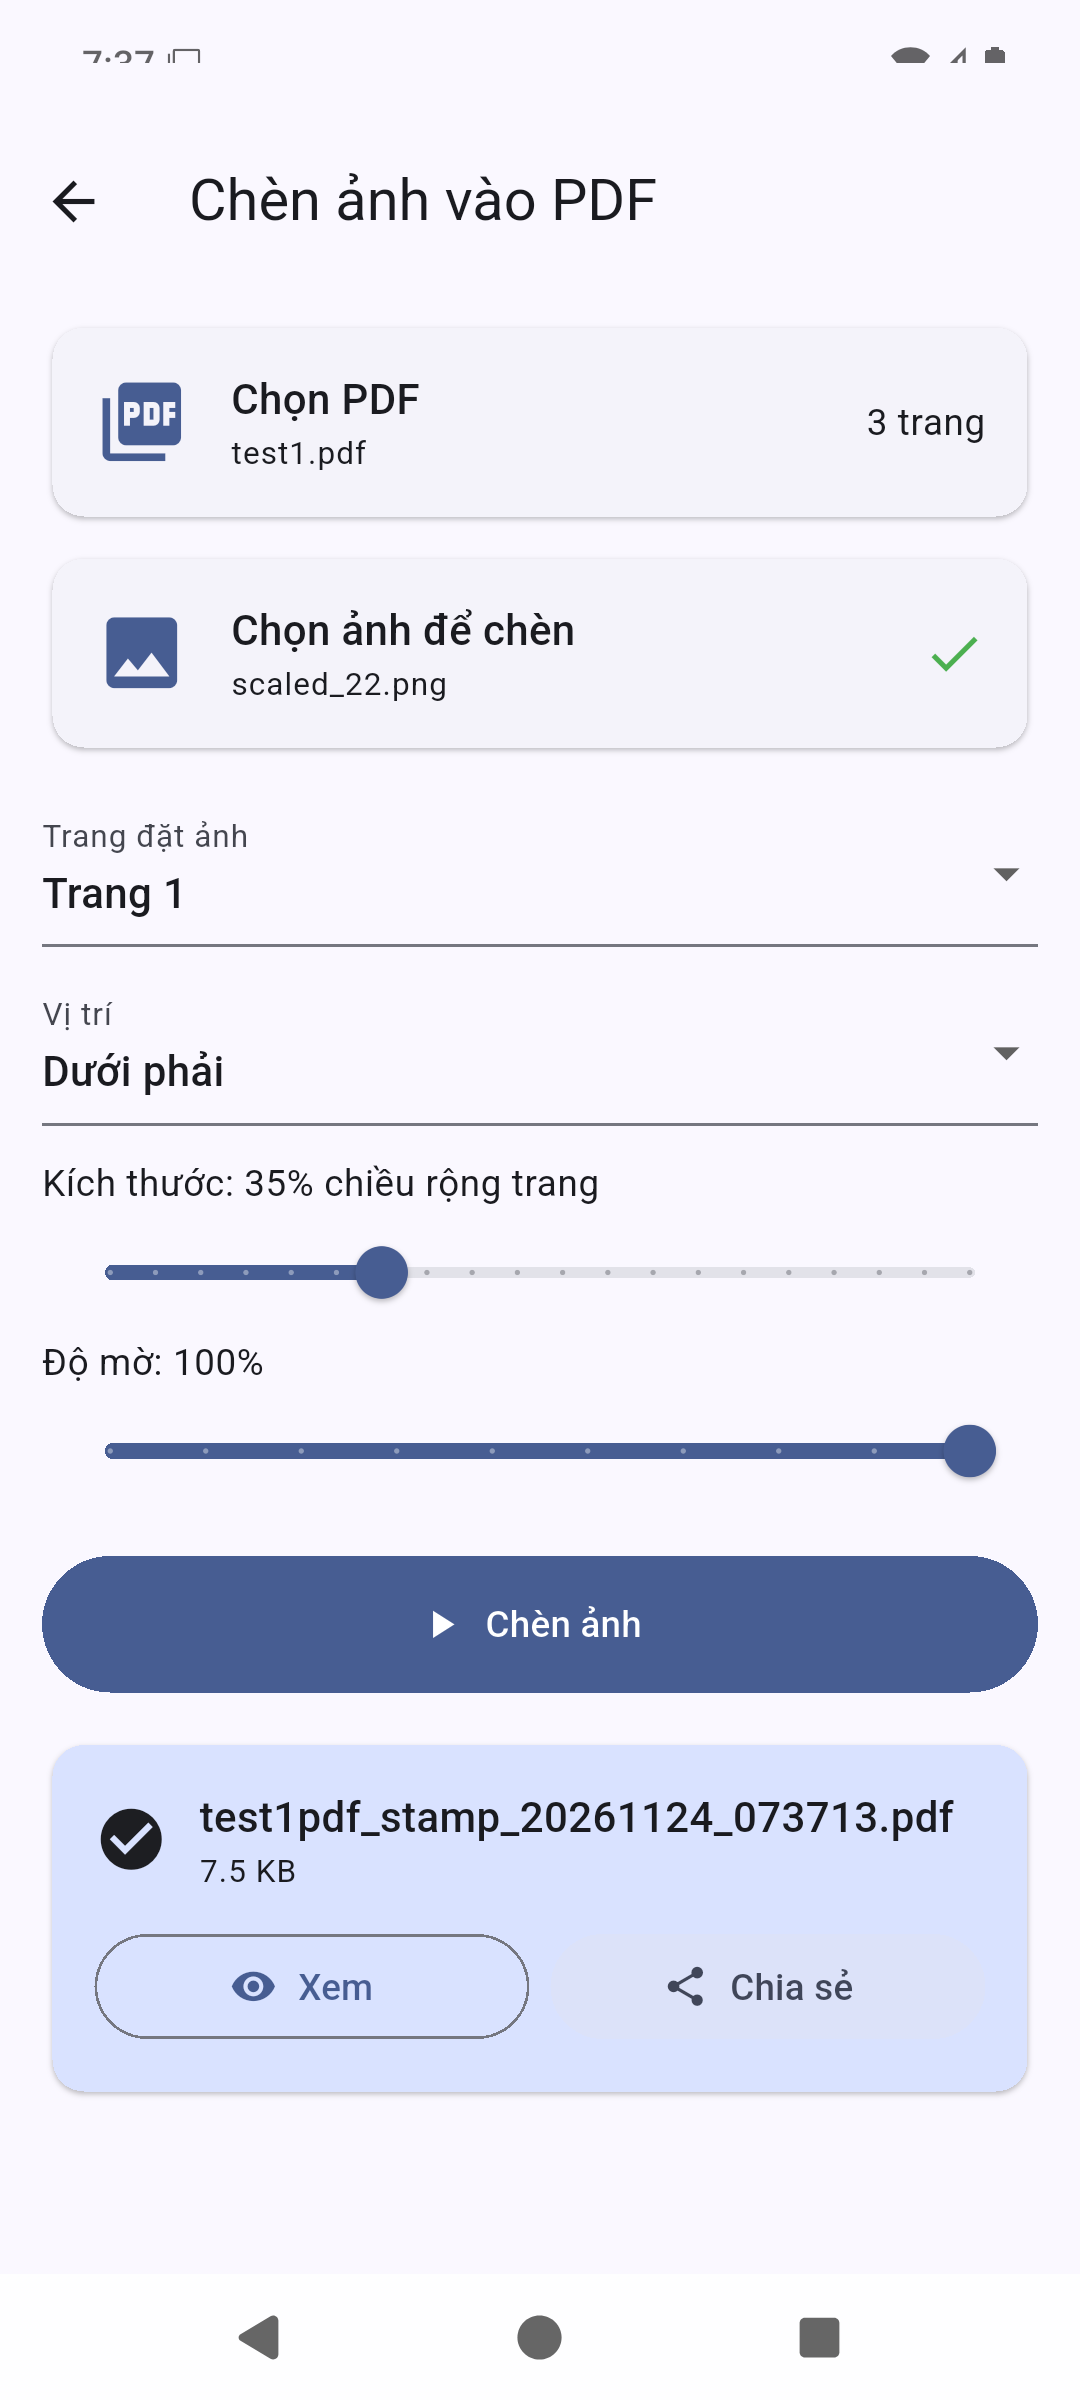 7:37
Chèn ảnh vào PDF
PDF
Chọn PDF
test1.pdf
3 trang
Chọn ảnh để chèn
scaled_22.png
Trang đặt ảnh
Trang 1
Vị trí
Dưới phải
Kích thước: 35% chiều rộng trang
Độ mờ: 100%
Chèn ảnh
test1pdf_stamp_20261124_073713.pdf
7.5 KB
Xem
Chia sẻ